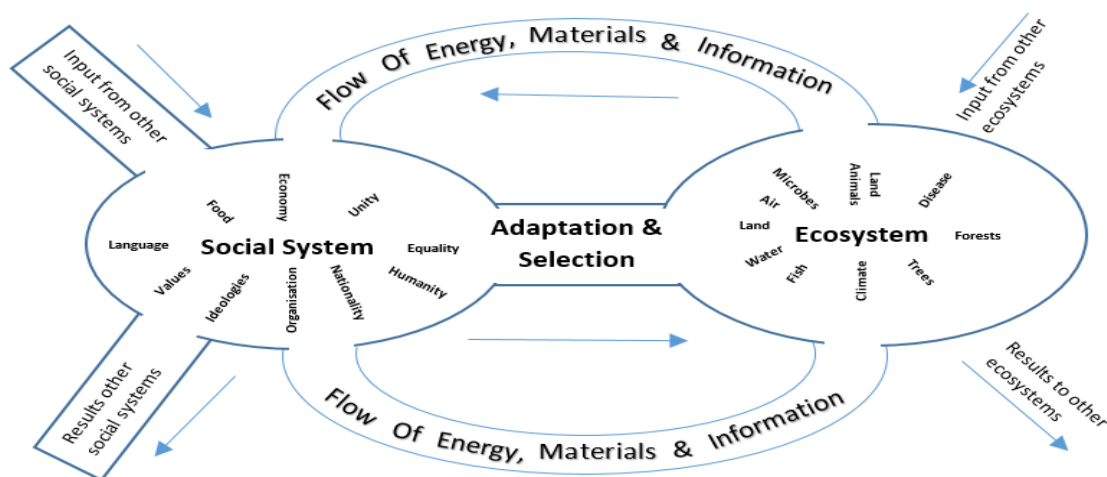 Flow Of Energy, Materials & Information
Input from other
social systems
Input from other
ecosystems
Economy
Food
Unity
Language
Social System
Equality
Values
Ideologies
Organisation
Nationality
Humanity
Adaptation &
Selection
Microbes
Land
Animals
Disease
Air
Land
Ecosystem
Forests
Water
Fish
Climate
Trees
Results other
social systems
Results to other
ecosystems
Flow Of Energy, Materials & Information